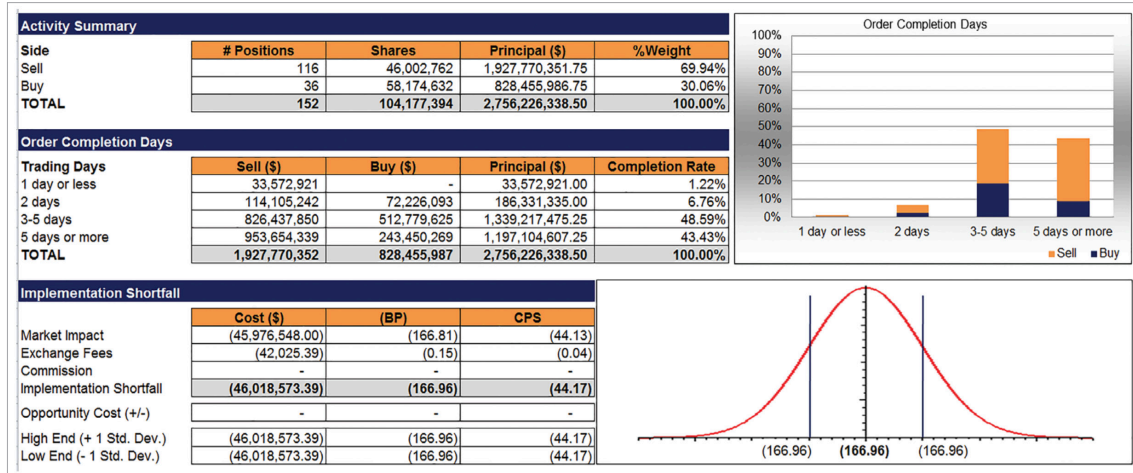 Activity Summary
Side # Positions Shares Principal ($) %Weight
Sell 116 46,002,762 1,927,770,351.75 69.94%
Buy 36 58,174,632 828,455,986.75 30.06%
TOTAL 152 104,177,394 2,756,226,338.50 100.00%
Order Completion Days
Trading Days Sell ($) Buy ($) Principal ($) Completion Rate
1 day or less 33,572,921 - 33,572,921.00 1.22%
2 days 114,105,242 72,226,093 186,331,335.00 6.76%
3-5 days 826,437,850 512,779,625 1,339,217,475.25 48.59%
5 days or more 953,654,339 243,450,269 1,197,104,607.25 43.43%
TOTAL 1,927,770,352 828,455,987 2,756,226,338.50 100.00%
Order Completion Days
100%
90%
80%
70%
60%
50%
40%
30%
20%
10%
0%
1 day or less 2 days 3-5 days 5 days or more
Sell Buy
Implementation Shortfall
Cost ($) (BP) CPS
Market Impact (45,976,548.00) (166.81) (44.13)
Exchange Fees (42,025.39) (0.15) (0.04)
Commission - - -
Implementation Shortfall (46,018,573.39) (166.96) (44.17)
Opportunity Cost (+/-) - - -
High End (+ 1 Std. Dev.) (46,018,573.39) (166.96) (44.17)
Low End (- 1 Std. Dev.) (46,018,573.39) (166.96) (44.17)
(166.96) (166.96) (166.96)